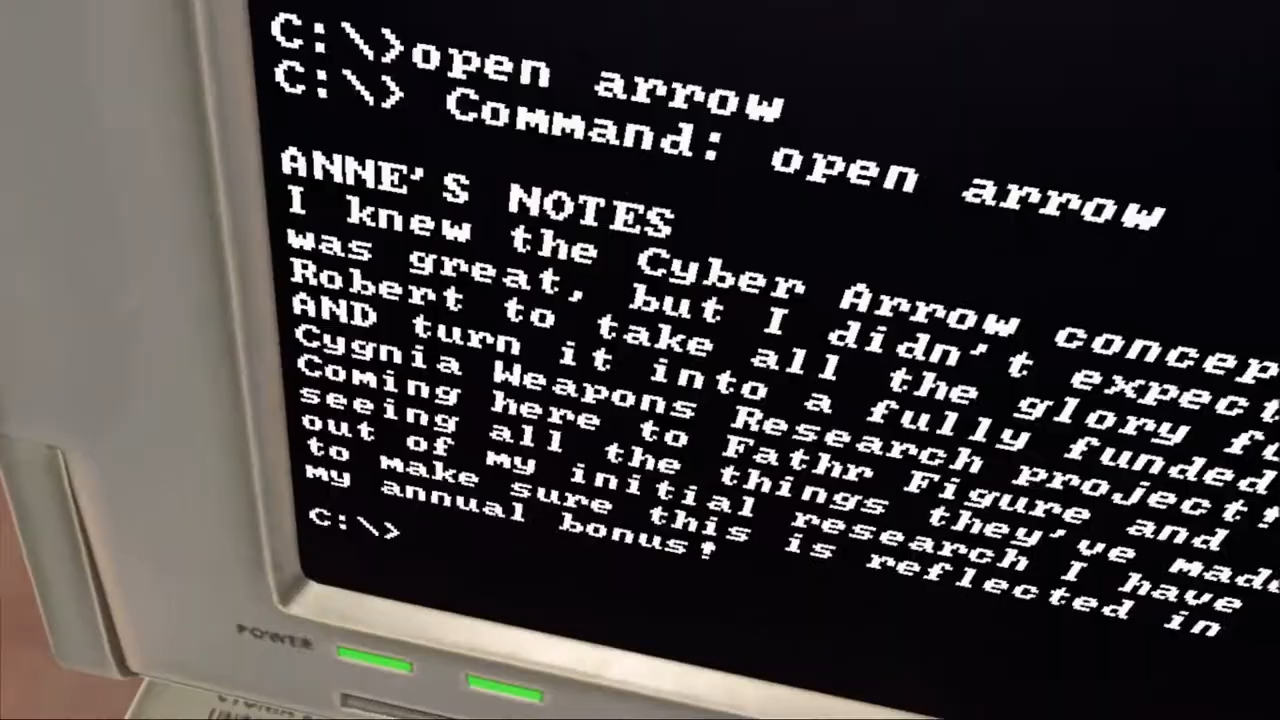 C:\>open arrow
C:\> Command: open arrow
ANNE'S NOTES
I knew the Cyber Arrow concep
was great, but I didn't expect
Robert to take all the glory fo
AND turn it into a fully funded
Cygnia Weapons Research project!
Coming here to Fathr Figure and
seeing all the things they've made
out of my initial research I have
to make sure this is reflected in
my annual bonus!
C:\>
POWER